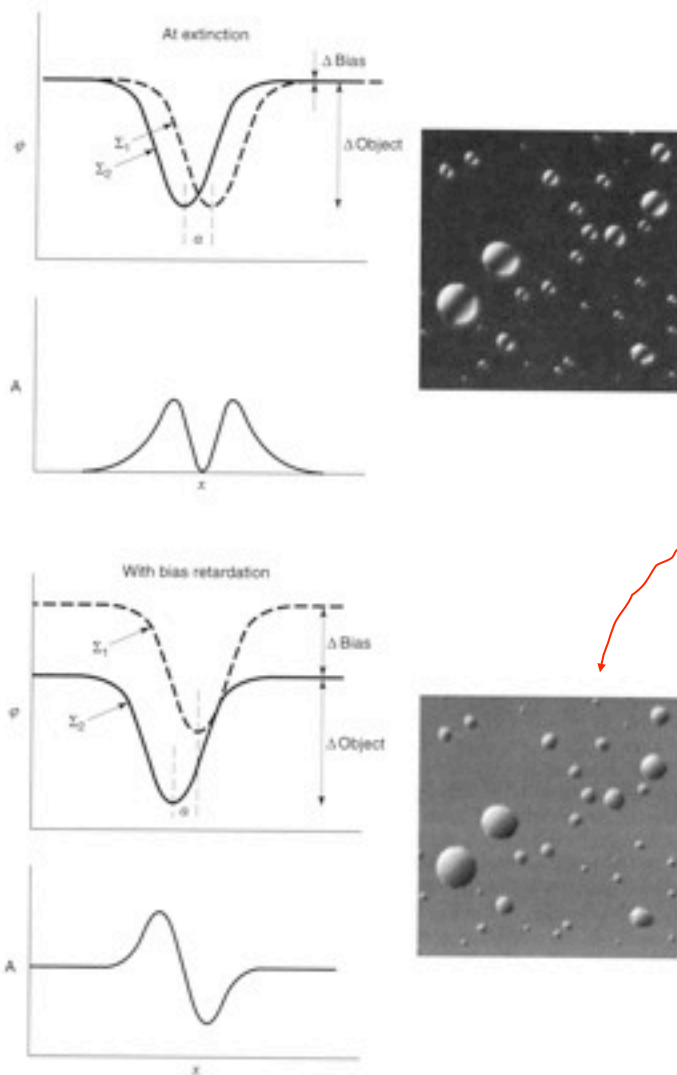 At extinction
Δ Bias
Σ₁
φ
Σ₂
Δ Object
α
A
x
With bias retardation
Σ₁
Δ Bias
φ
Σ₂
Δ Object
α
A
x